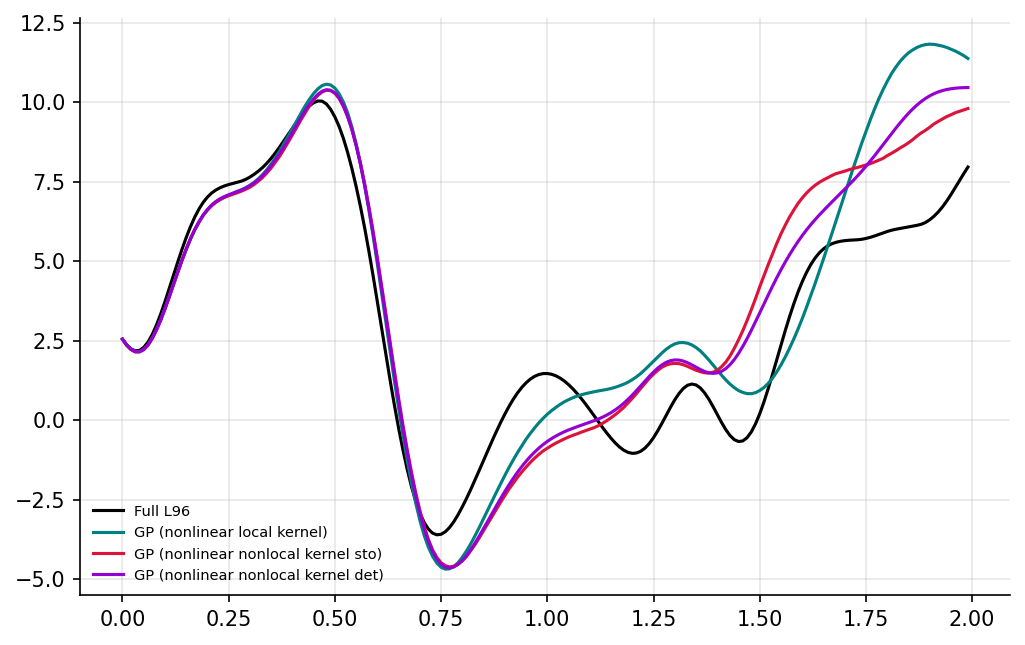 12.5
10.0
7.5
5.0
2.5
0.0
−2.5
−5.0
Full L96
GP (nonlinear local kernel)
GP (nonlinear nonlocal kernel sto)
GP (nonlinear nonlocal kernel det)
0.00 0.25 0.50 0.75 1.00 1.25 1.50 1.75 2.00